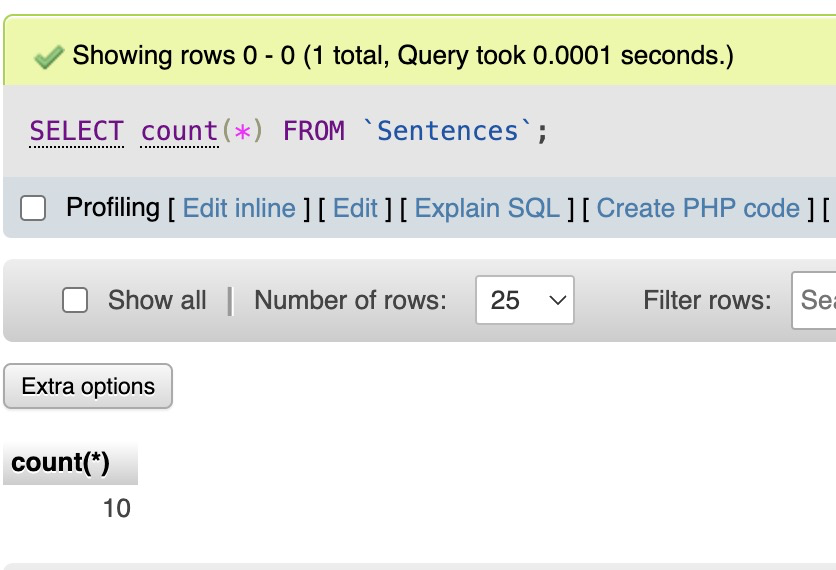 Showing rows 0 - 0 (1 total, Query took 0.0001 seconds.)
SELECT count(*) FROM `Sentences`;
Profiling [ Edit inline ] [ Edit ] [ Explain SQL ] [ Create PHP code ] [
Show all | Number of rows: 25 Filter rows:
Extra options
count(*)
10